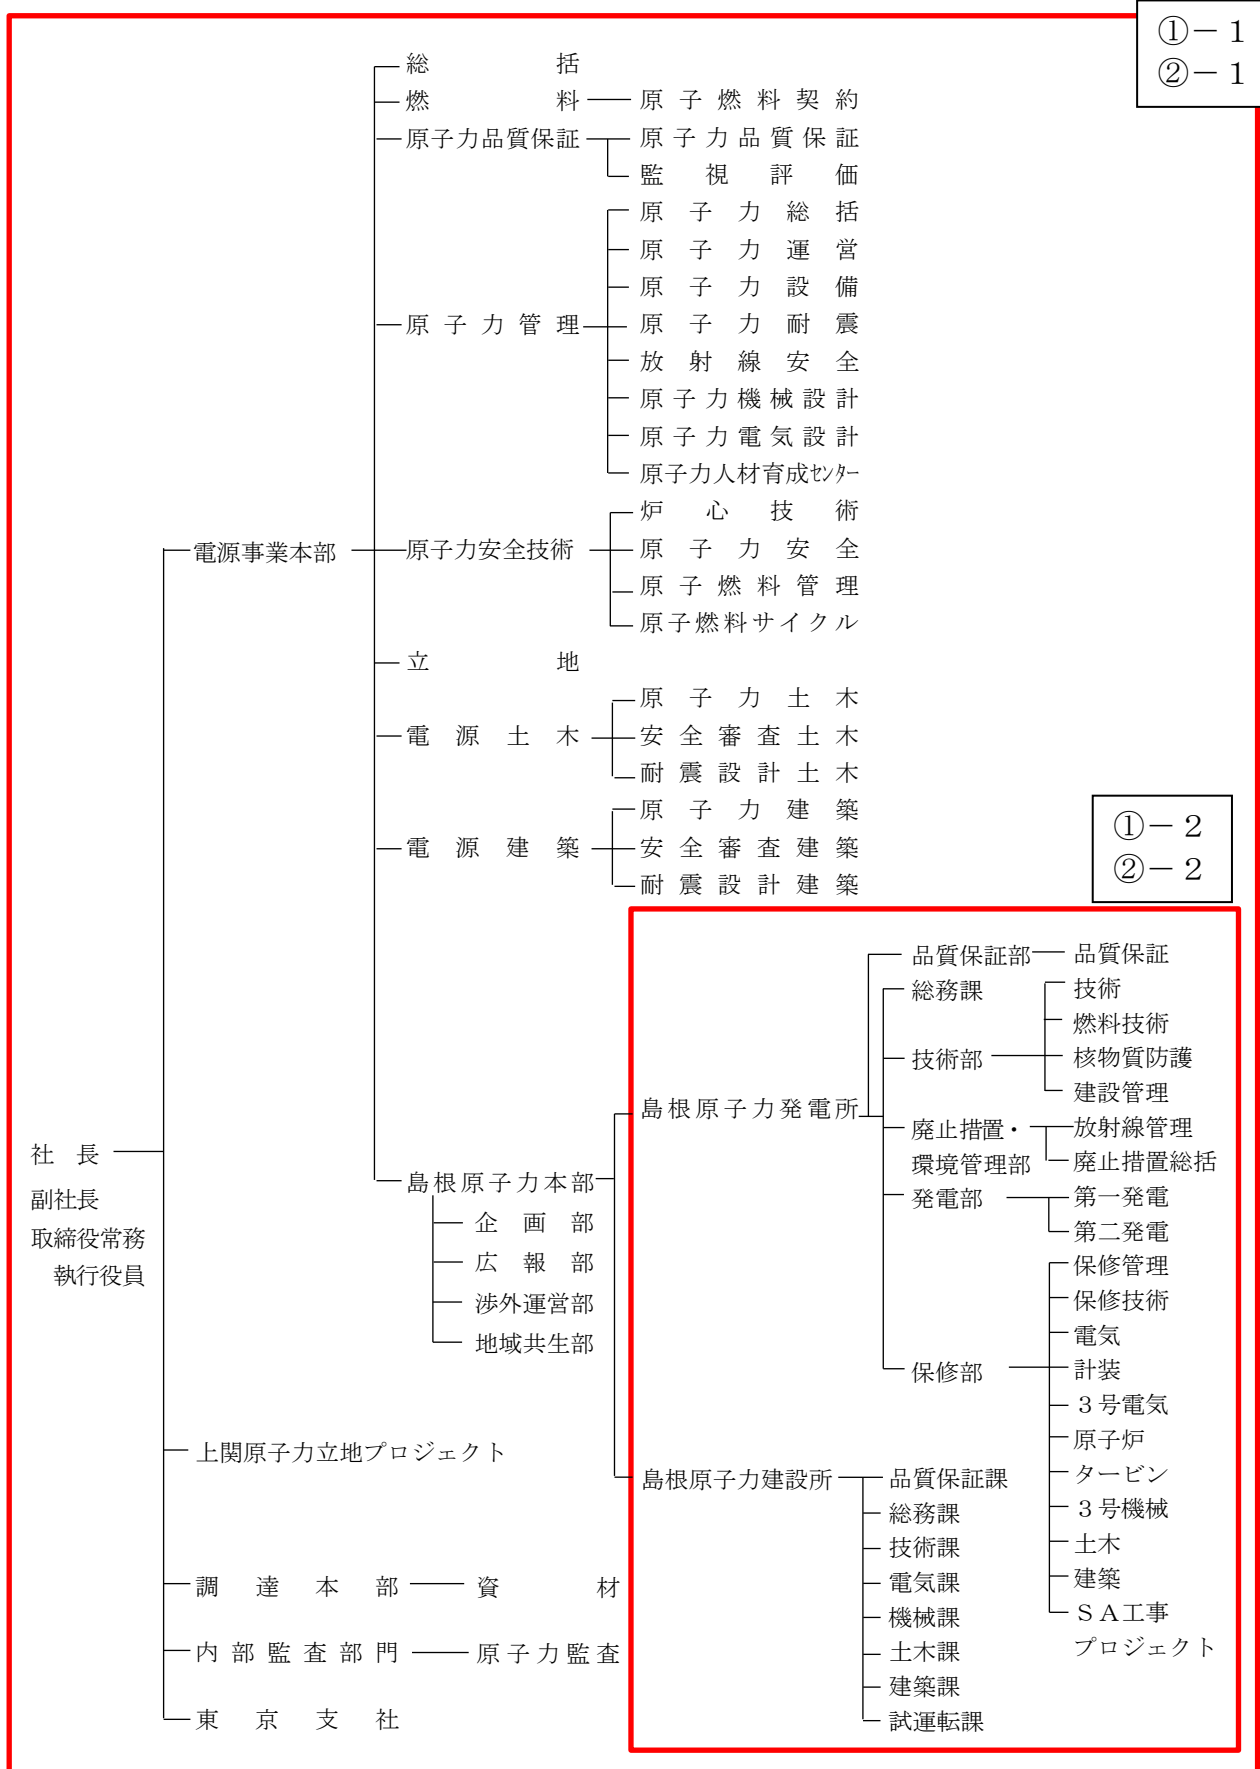 ①－１
②－１
総括
燃料
原子燃料契約
原子力品質保証
原子力品質保証
監視評価
原子力管理
原子力総括
原子力運営
原子力設備
原子力耐震
放射線安全
原子力機械設計
原子力電気設計
原子力人材育成ｾﾝﾀｰ
電源事業本部
原子力安全技術
炉心技術
原子力安全
原子燃料管理
原子燃料サイクル
立地
電源土木
原子力土木
安全審査土木
耐震設計土木
電源建築
原子力建築
安全審査建築
耐震設計建築
①－２
②－２
社長
副社長
取締役常務
執行役員
島根原子力本部
企画部
広報部
渉外運営部
地域共生部
島根原子力発電所
品質保証部
品質保証
総務課
技術部
技術
燃料技術
核物質防護
建設管理
廃止措置・
環境管理部
放射線管理
廃止措置総括
発電部
第一発電
第二発電
保修部
保修管理
保修技術
電気
計装
３号電気
原子炉
タービン
３号機械
土木
建築
ＳＡ工事
プロジェクト
島根原子力建設所
品質保証課
総務課
技術課
電気課
機械課
土木課
建築課
試運転課
上関原子力立地プロジェクト
調達本部
資材
内部監査部門
原子力監査
東京支社